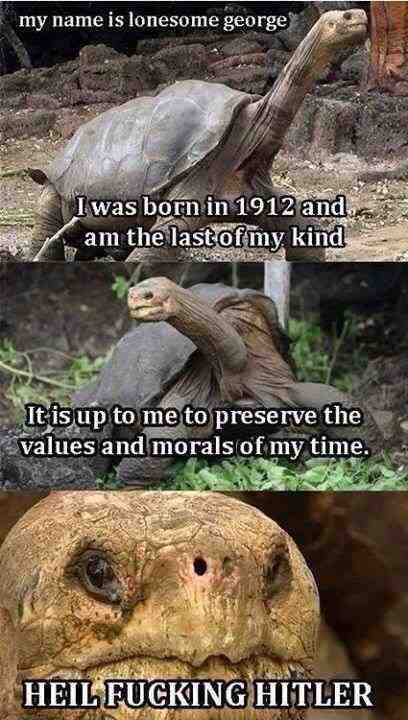 my name is lonesome george
I was born in 1912 and
am the last of my kind
It is up to me to preserve the
values and morals of my time.
HEIL FUCKING HITLER